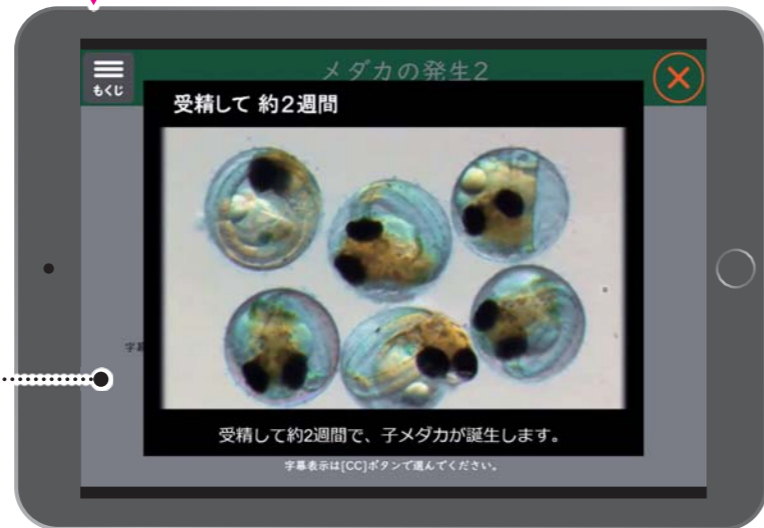 メダカの発生2
もくじ
受精して 約2週間
字幕
受精して約2週間で、子メダカが誕生します。
字幕表示は[CC]ボタンで選んでください。